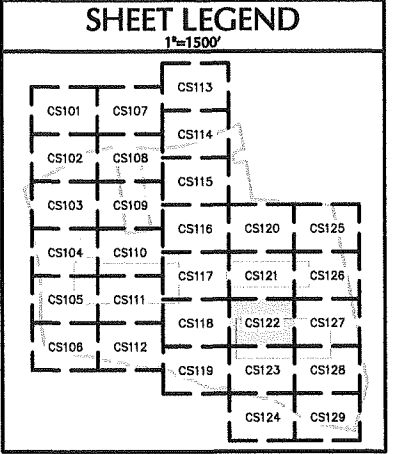 SHEET LEGEND
1"=1500'
CS113
CS101 CS107
CS114
CS102 CS108
CS115
CS103 CS109
CS116 CS120 CS125
CS104 CS110
CS117 CS121 CS126
CS105 CS111
CS118 CS122 CS127
CS106 CS112
CS119 CS123 CS128
CS124 CS129